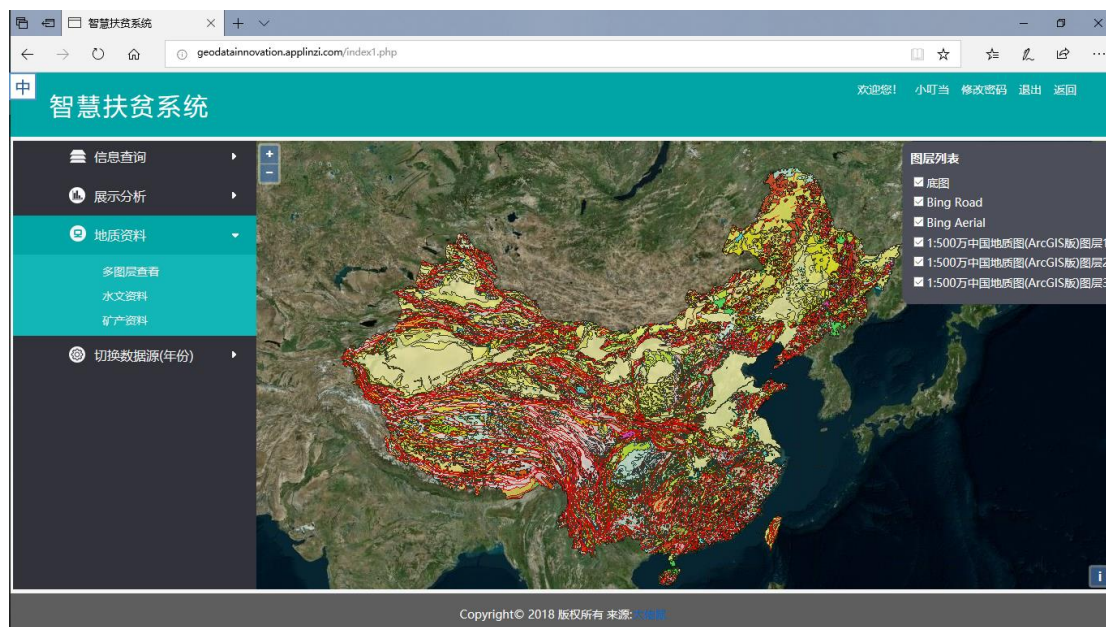 智慧扶贫系统
geodatainnovation.applinzi.com/index1.php
中
智慧扶贫系统
欢迎您! 小叮当 修改密码 退出 返回
信息查询
展示分析
地质资料
多图层查看
水文资料
矿产资料
切换数据源(年份)
+
-
图层列表
底图
Bing Road
Bing Aerial
1:500万中国地质图(ArcGIS版)图层1
1:500万中国地质图(ArcGIS版)图层2
1:500万中国地质图(ArcGIS版)图层3
i
Copyright© 2018 版权所有 来源: